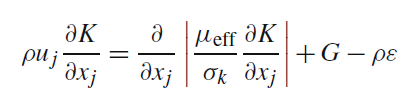 ρu_j ∂K/∂x_j = ∂/∂x_j | μ_eff/σ_k ∂K/∂x_j | + G − ρε